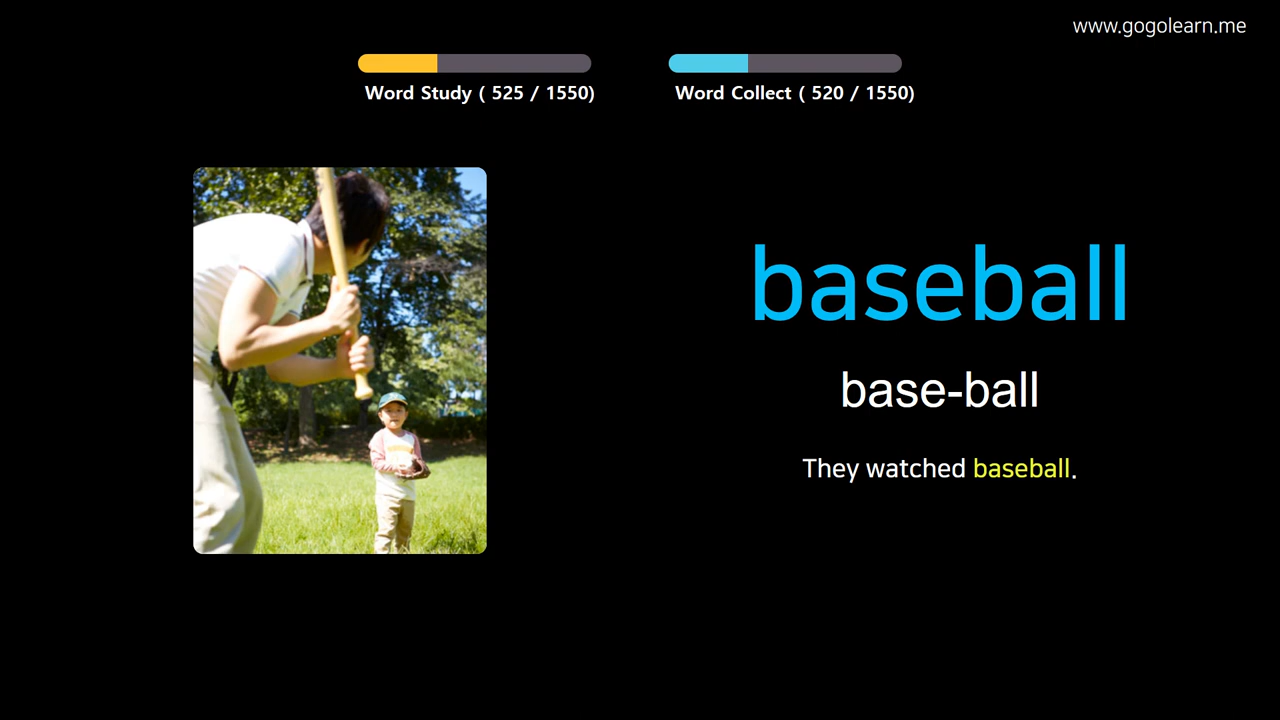 www.gogolearn.me
Word Study ( 525 / 1550)
Word Collect ( 520 / 1550)
baseball
base-ball
They watched baseball.